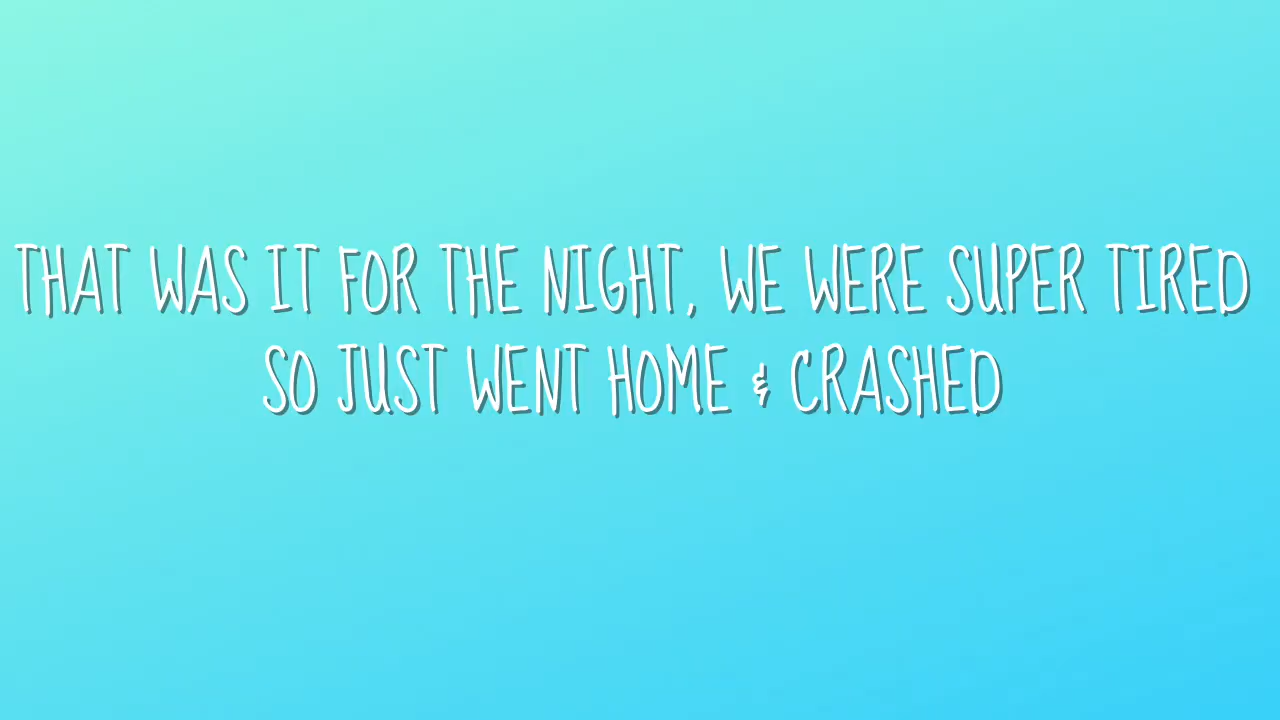 THAT WAS IT FOR THE NIGHT, WE WERE SUPER TIRED
SO JUST WENT HOME & CRASHED